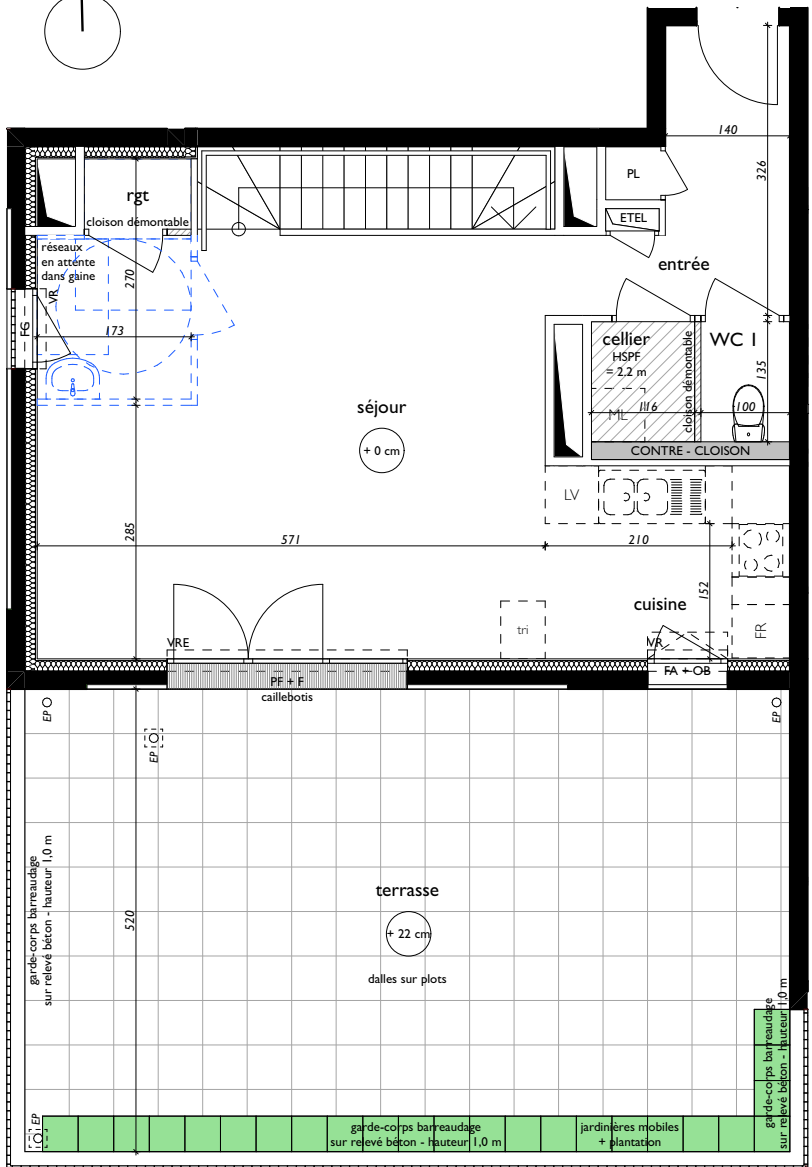 140
326
PL
ETEL
entrée
rgt
cloison démontable
réseaux
en attente
dans gaine
VR
FG
270
173
cellier
HSPF
= 2,2 m
ML
116
cloison démontable
WC 1
135
100
CONTRE - CLOISON
séjour
+ 0 cm
LV
285
571
210
152
cuisine
tri
FR
VRE
VR
PF + F
caillebotis
FA + OB
EP
EP
EP
terrasse
+ 22 cm
dalles sur plots
520
garde-corps barreaudage
sur relevé béton - hauteur 1,0 m
garde-corps barreaudage
sur relevé béton - hauteur 1,0 m
EP
garde-corps barreaudage
sur relevé béton - hauteur 1,0 m
jardinières mobiles
+ plantation